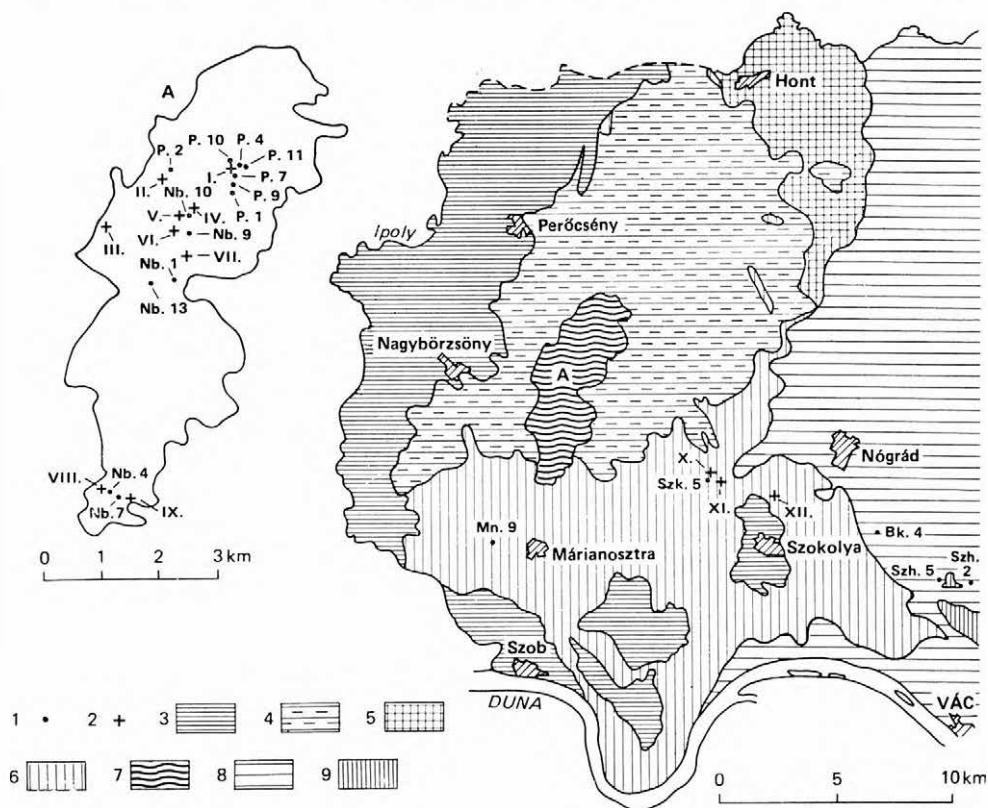 A
P. 10 P. 4
P. 2 P. 11
I. P. 7
II. Nb. 10 P. 9
V. IV. P. 1
III. VI. Nb. 9
Nb. 1 VII.
Nb. 13
VIII. Nb. 4
Nb. 7 IX.
0 1 2 3 km
Hont
Ipoly Perőcsény
Nagybörzsöny
A
Nógrád
X.
Szk. 5
XI. XII.
Mn. 9 Bk. 4
Márianosztra Szokolya
Szh. 5 Szh. 2
Szob
DUNA
VÁC
1 2 3 4 5
6 7 8 9
0 5 10 km